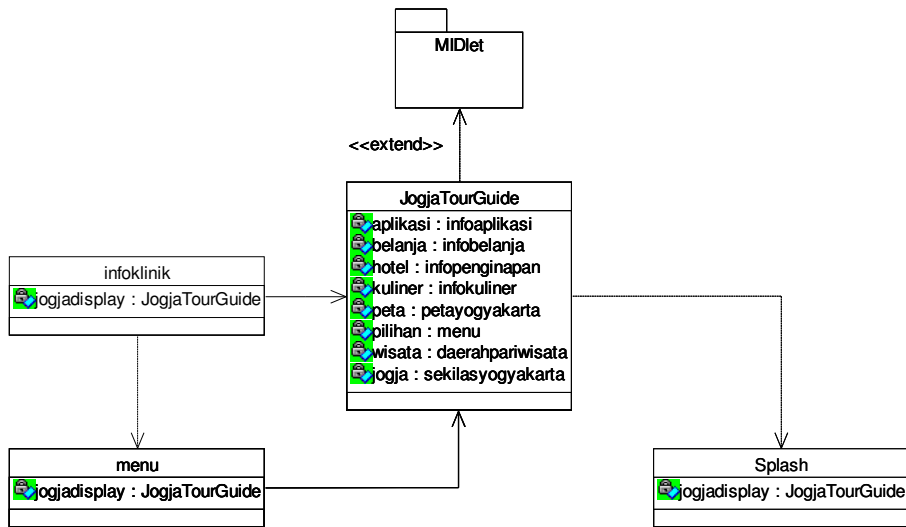 MIDlet
<<extend>>
JogjaTourGuide
aplikasi : infoaplikasi
belanja : infobelanja
hotel : infopenginapan
kuliner : infokuliner
peta : petayogyakarta
pilihan : menu
wisata : daerahpariwisata
jogja : sekilasyogyakarta
infoklinik
jogjadisplay : JogjaTourGuide
menu
jogjadisplay : JogjaTourGuide
Splash
jogjadisplay : JogjaTourGuide